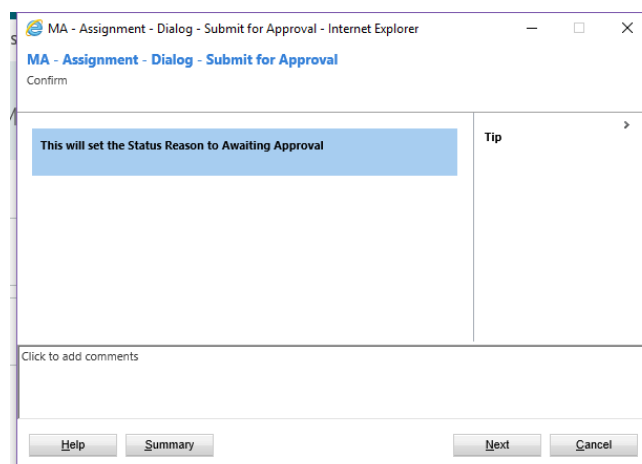 MA - Assignment - Dialog - Submit for Approval - Internet Explorer
MA - Assignment - Dialog - Submit for Approval
Confirm
This will set the Status Reason to Awaiting Approval
Tip
Click to add comments
Help
Summary
Next
Cancel